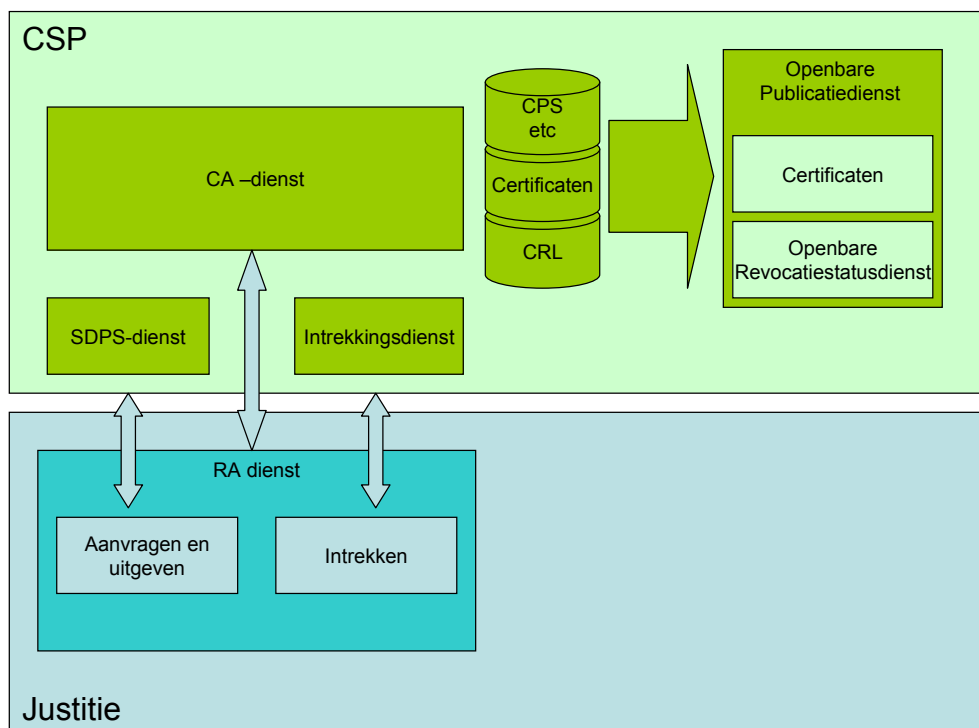 CSP
CA –dienst
CPS
etc
Certificaten
CRL
Openbare
Publicatiedienst
Certificaten
Openbare
Revocatiestatusdienst
SDPS-dienst
Intrekkingsdienst
RA dienst
Aanvragen en
uitgeven
Intrekken
Justitie